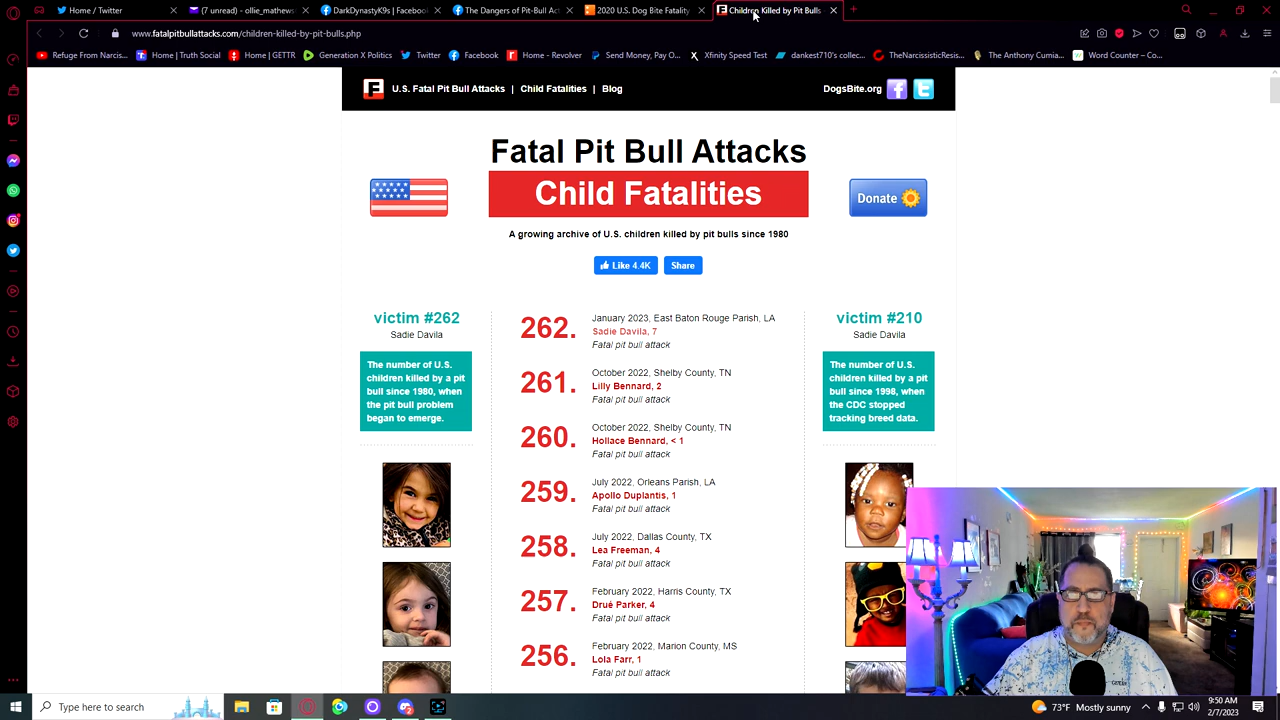 Home / Twitter
(7 unread) - ollie_mathews
DarkDynastyK9s | Facebook
The Dangers of Pit-Bull Act
2020 U.S. Dog Bite Fatality
Children Killed by Pit Bulls
www.fatalpitbullattacks.com/children-killed-by-pit-bulls.php
Refuge From Narcis...
Home | Truth Social
Home | GETTR
Generation X Politics
Twitter
Facebook
Home - Revolver
Send Money, Pay O...
Xfinity Speed Test
dankest710's collec...
TheNarcissisticResis...
The Anthony Cumia...
Word Counter – Co...
U.S. Fatal Pit Bull Attacks | Child Fatalities | Blog
DogsBite.org
Fatal Pit Bull Attacks
Child Fatalities
Donate
A growing archive of U.S. children killed by pit bulls since 1980
Like 4.4K
Share
victim #262
Sadie Davila
The number of U.S.
children killed by a pit
bull since 1980, when
the pit bull problem
began to emerge.
262.
January 2023, East Baton Rouge Parish, LA
Sadie Davila, 7
Fatal pit bull attack
261.
October 2022, Shelby County, TN
Lilly Bennard, 2
Fatal pit bull attack
260.
October 2022, Shelby County, TN
Hollace Bennard, < 1
Fatal pit bull attack
259.
July 2022, Orleans Parish, LA
Apollo Duplantis, 1
Fatal pit bull attack
258.
July 2022, Dallas County, TX
Lea Freeman, 4
Fatal pit bull attack
257.
February 2022, Harris County, TX
Drué Parker, 4
Fatal pit bull attack
256.
February 2022, Marion County, MS
Lola Farr, 1
Fatal pit bull attack
victim #210
Sadie Davila
The number of U.S.
children killed by a pit
bull since 1998, when
the CDC stopped
tracking breed data.
Type here to search
73°F Mostly sunny
9:50 AM
2/7/2023